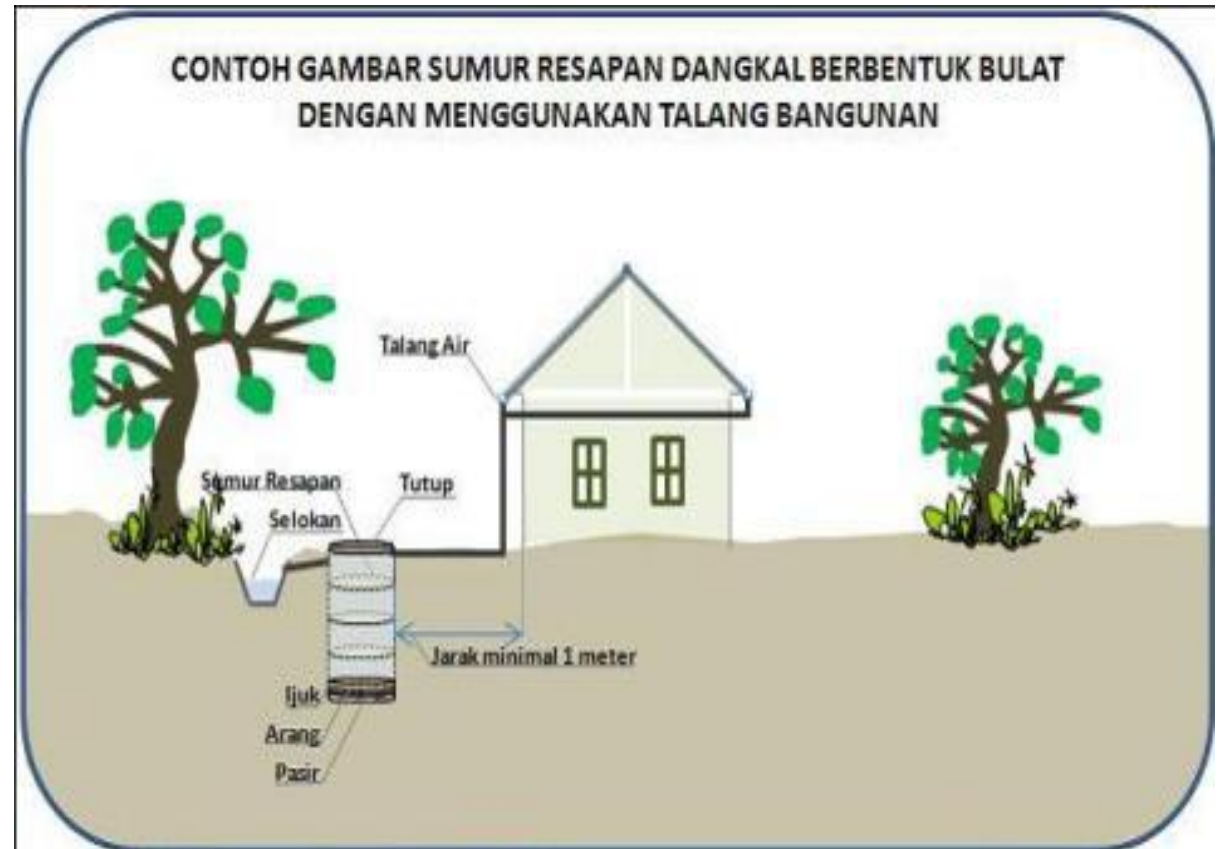 CONTOH GAMBAR SUMUR RESAPAN DANGKAL BERBENTUK BULAT
DENGAN MENGGUNAKAN TALANG BANGUNAN
Talang Air
Sumur Resapan
Tutup
Selokan
Jarak minimal 1 meter
Ijuk
Arang
Pasir